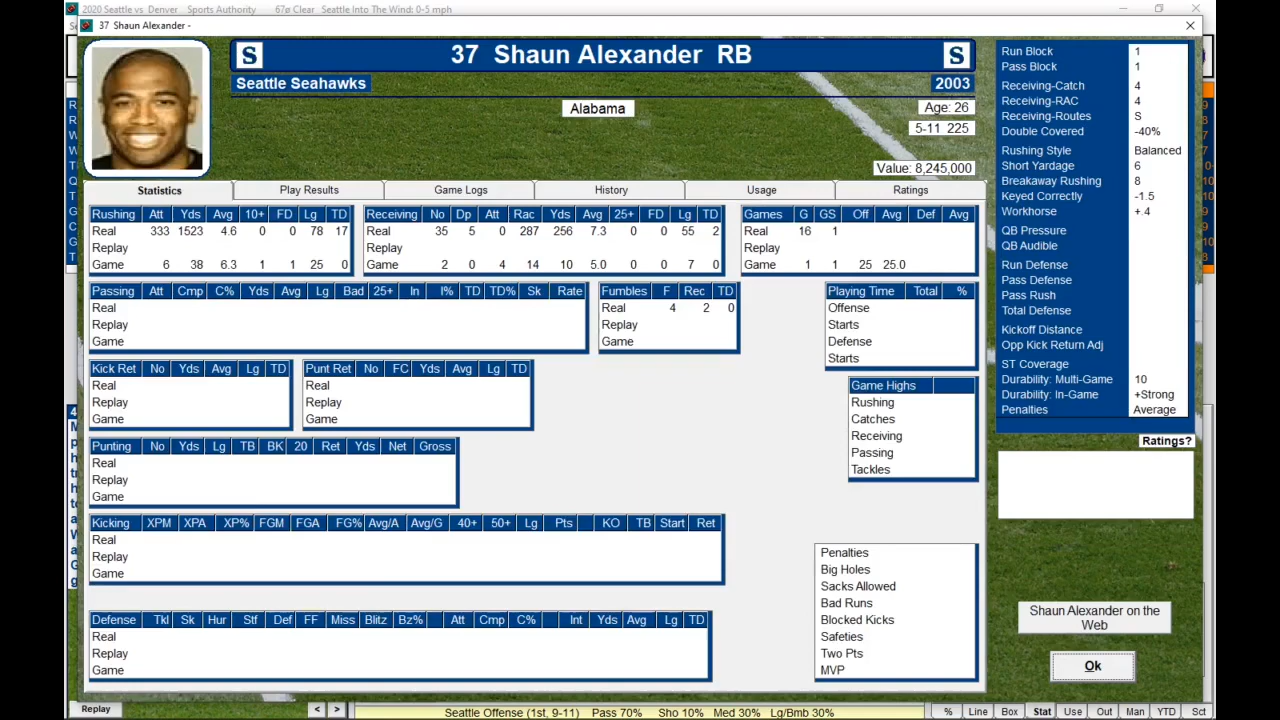 2020 Seattle vs Denver Sports Authority 67ø Clear Seattle Into The Wind: 0-5 mph
37 Shaun Alexander -
S 37 Shaun Alexander RB S
Seattle Seahawks 2003
Alabama
Age: 26
5-11 225
Value: 8,245,000
Statistics Play Results Game Logs History Usage Ratings
Rushing Att Yds Avg 10+ FD Lg TD
Real 333 1523 4.6 0 0 78 17
Replay
Game 6 38 6.3 1 1 25 0
Receiving No Dp Att Rac Yds Avg 25+ FD Lg TD
Real 35 5 0 287 256 7.3 0 0 55 2
Replay
Game 2 0 4 14 10 5.0 0 0 7 0
Games G GS Off Avg Def Avg
Real 16 1
Replay
Game 1 1 25 25.0
Passing Att Cmp C% Yds Avg Lg Bad 25+ In I% TD TD% Sk Rate
Real
Replay
Game
Fumbles F Rec TD
Real 4 2 0
Replay
Game
Playing Time Total %
Offense
Starts
Defense
Starts
Kick Ret No Yds Avg Lg TD
Real
Replay
Game
Punt Ret No FC Yds Avg Lg TD
Real
Replay
Game
Game Highs
Rushing
Catches
Receiving
Passing
Tackles
Punting No Yds Lg TB BK 20 Ret Yds Net Gross
Real
Replay
Game
Kicking XPM XPA XP% FGM FGA FG% Avg/A Avg/G 40+ 50+ Lg Pts KO TB Start Ret
Real
Replay
Game
Penalties
Big Holes
Sacks Allowed
Bad Runs
Blocked Kicks
Safeties
Two Pts
MVP
Defense Tkl Sk Hur Stf Def FF Miss Blitz Bz% Att Cmp C% Int Yds Avg Lg TD
Real
Replay
Game
Run Block 1
Pass Block 1
Receiving-Catch 4
Receiving-RAC 4
Receiving-Routes S
Double Covered -40%
Rushing Style Balanced
Short Yardage 6
Breakaway Rushing 8
Keyed Correctly -1.5
Workhorse +.4
QB Pressure
QB Audible
Run Defense
Pass Defense
Pass Rush
Total Defense
Kickoff Distance
Opp Kick Return Adj
ST Coverage
Durability: Multi-Game 10
Durability: In-Game +Strong
Penalties Average
Ratings?
Shaun Alexander on the
Web
Ok
Replay < > Seattle Offense (1st, 9-11) Pass 70% Sho 10% Med 30% Lg/Bmb 30% % Line Box Stat Use Out Man YTD Sct